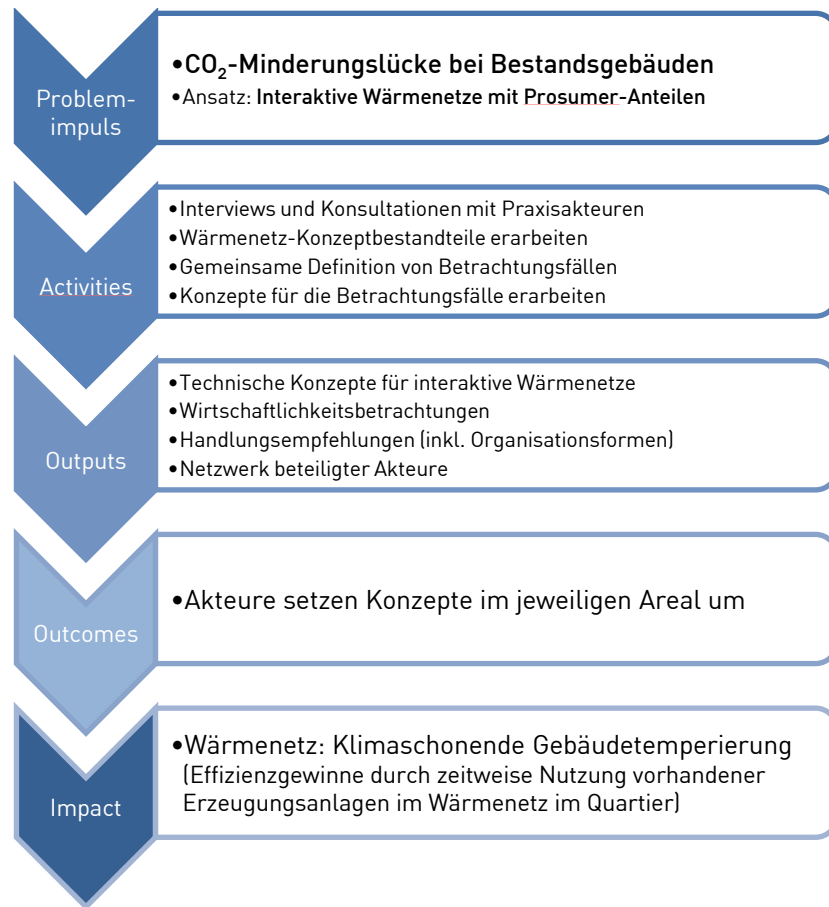 Problem-
impuls
•CO₂-Minderungslücke bei Bestandsgebäuden
•Ansatz: Interaktive Wärmenetze mit Prosumer-Anteilen
Activities
•Interviews und Konsultationen mit Praxisakteuren
•Wärmenetz-Konzeptbestandteile erarbeiten
•Gemeinsame Definition von Betrachtungsfällen
•Konzepte für die Betrachtungsfälle erarbeiten
Outputs
•Technische Konzepte für interaktive Wärmenetze
•Wirtschaftlichkeitsbetrachtungen
•Handlungsempfehlungen (inkl. Organisationsformen)
•Netzwerk beteiligter Akteure
Outcomes
•Akteure setzen Konzepte im jeweiligen Areal um
Impact
•Wärmenetz: Klimaschonende Gebäudetemperierung
(Effizienzgewinne durch zeitweise Nutzung vorhandener
Erzeugungsanlagen im Wärmenetz im Quartier)